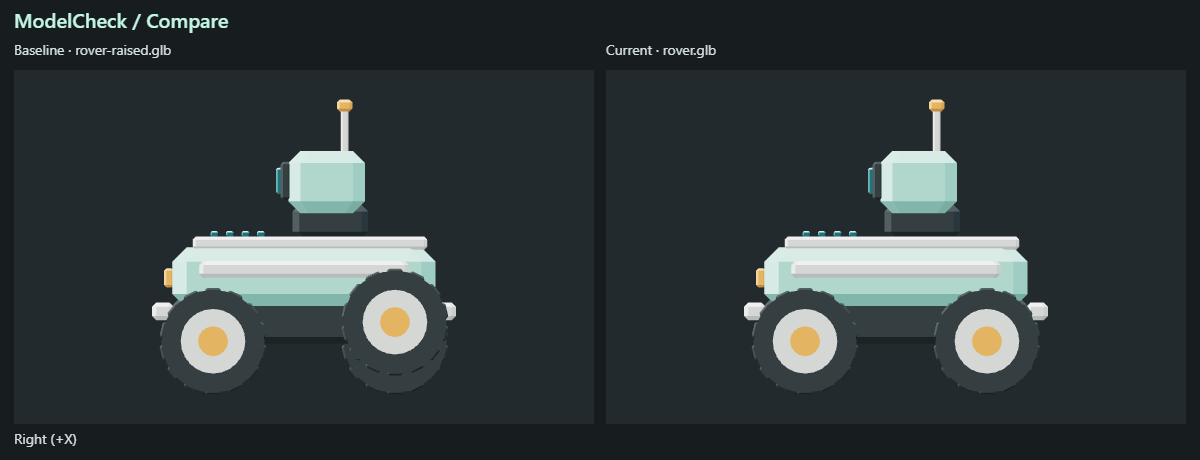 ModelCheck / Compare
Baseline · rover-raised.glb
Current · rover.glb
Right (+X)